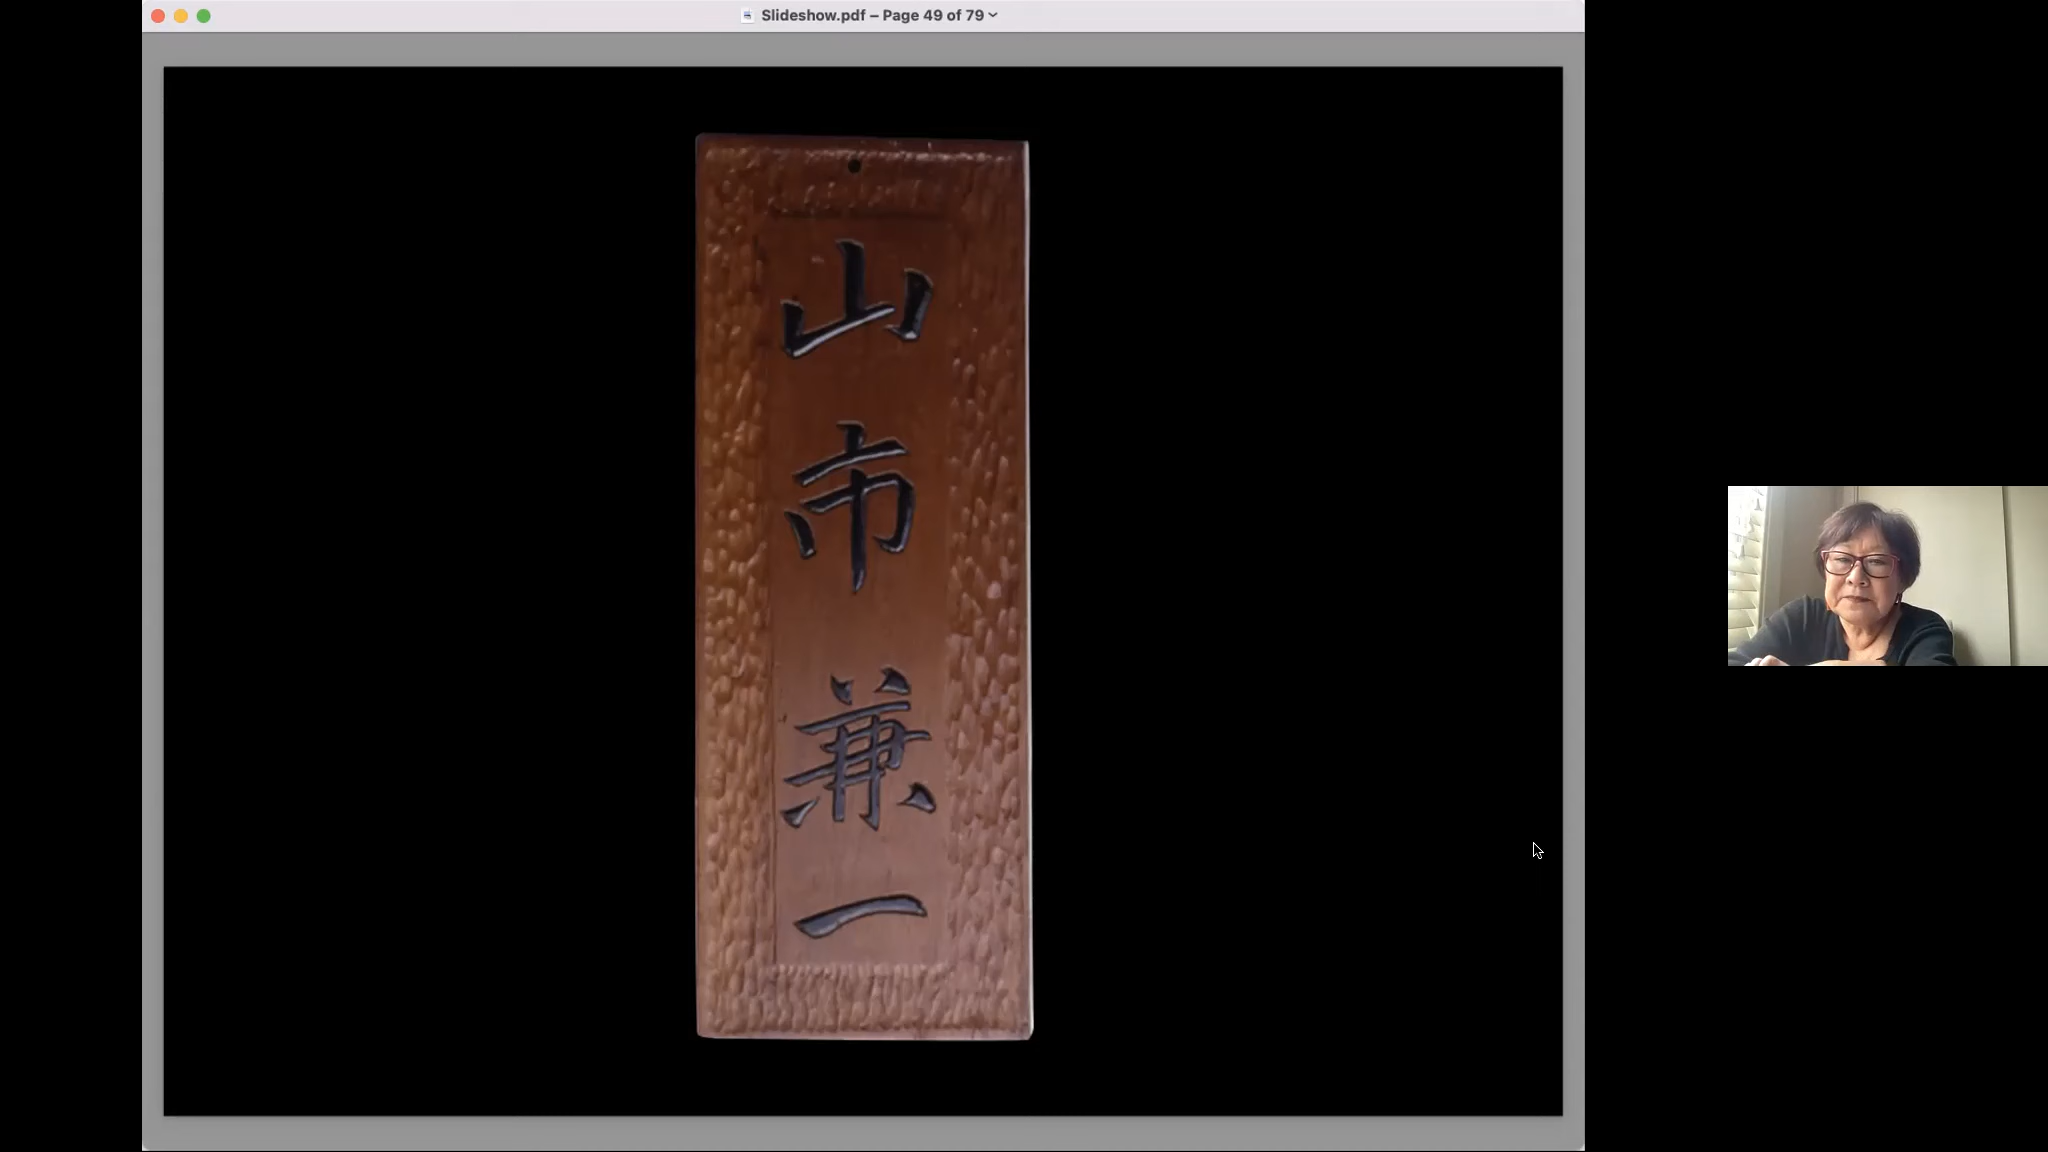 Slideshow.pdf – Page 49 of 79
山市兼一